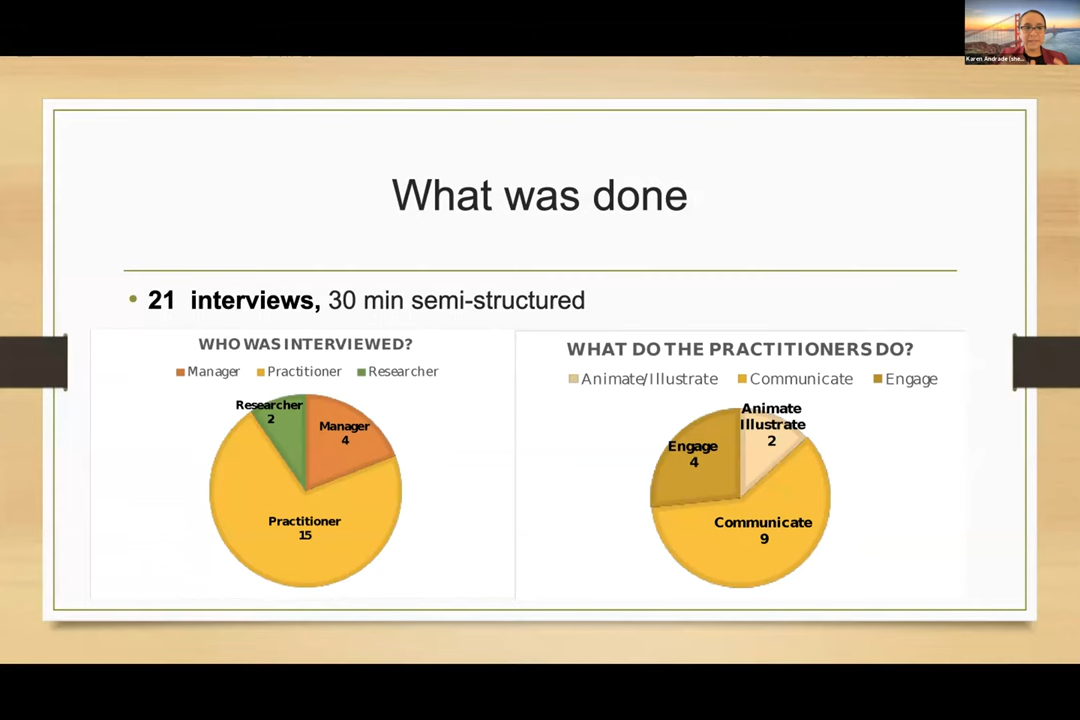 Karen Andrade (she...
What was done
• 21 interviews, 30 min semi-structured
WHO WAS INTERVIEWED?
Manager Practitioner Researcher
Researcher
2
Manager
4
Practitioner
15
WHAT DO THE PRACTITIONERS DO?
Animate/Illustrate Communicate Engage
Animate
Illustrate
2
Engage
4
Communicate
9